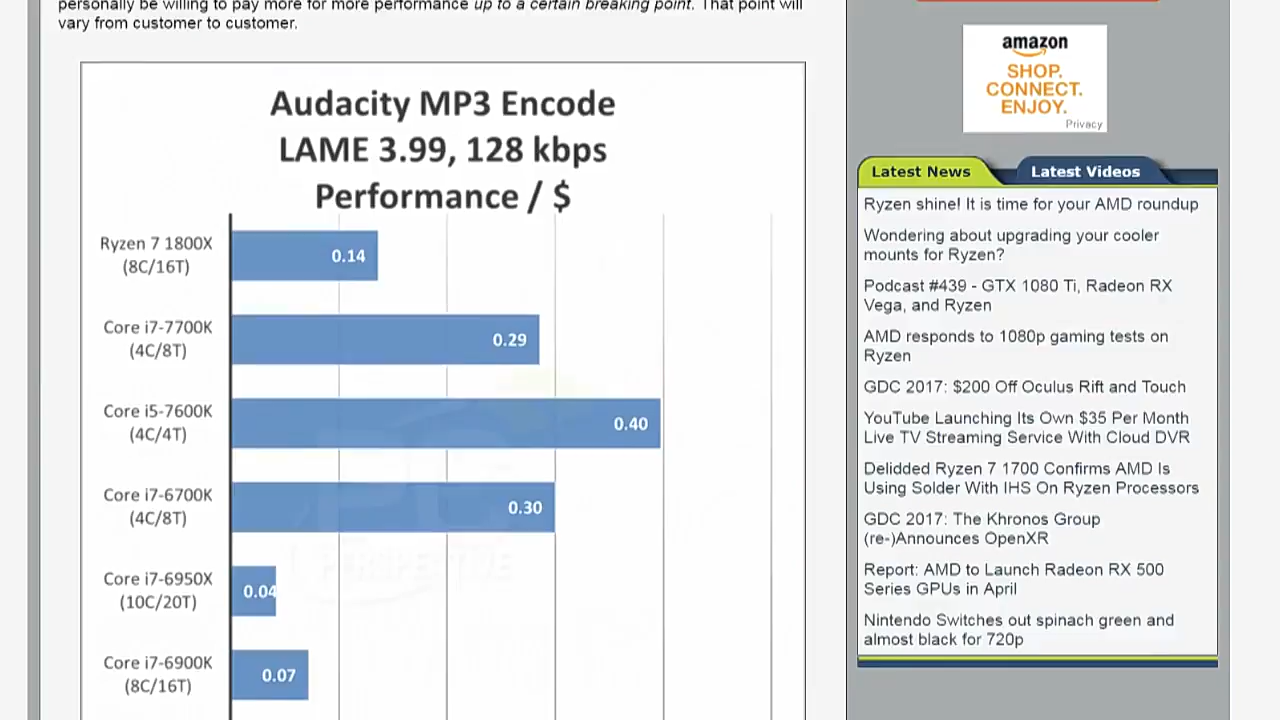 personally be willing to pay more for more performance up to a certain breaking point. That point will
vary from customer to customer.
Audacity MP3 Encode
LAME 3.99, 128 kbps
Performance / $
Ryzen 7 1800X
(8C/16T)
0.14
Core i7-7700K
(4C/8T)
0.29
Core i5-7600K
(4C/4T)
0.40
Core i7-6700K
(4C/8T)
0.30
Core i7-6950X
(10C/20T)
0.04
Core i7-6900K
(8C/16T)
0.07
PERSPECTIVE
amazon
SHOP.
CONNECT.
ENJOY.
Privacy
Latest News
Latest Videos
Ryzen shine! It is time for your AMD roundup
Wondering about upgrading your cooler
mounts for Ryzen?
Podcast #439 - GTX 1080 Ti, Radeon RX
Vega, and Ryzen
AMD responds to 1080p gaming tests on
Ryzen
GDC 2017: $200 Off Oculus Rift and Touch
YouTube Launching Its Own $35 Per Month
Live TV Streaming Service With Cloud DVR
Delidded Ryzen 7 1700 Confirms AMD Is
Using Solder With IHS On Ryzen Processors
GDC 2017: The Khronos Group
(re-)Announces OpenXR
Report: AMD to Launch Radeon RX 500
Series GPUs in April
Nintendo Switches out spinach green and
almost black for 720p